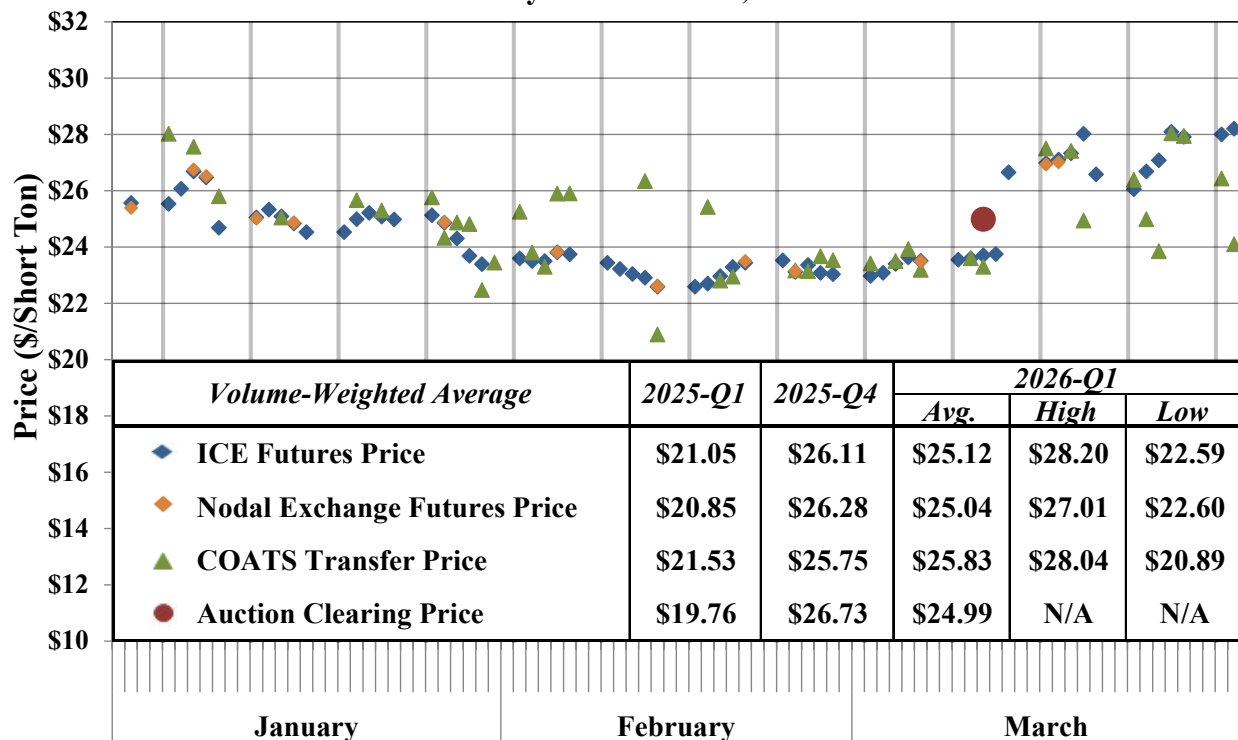 $32
$30
$28
$26
$24
$22
$20
$18
$16
$14
$12
$10
Price ($/Short Ton)
Volume-Weighted Average 2025-Q1 2025-Q4 2026-Q1
Avg. High Low
ICE Futures Price $21.05 $26.11 $25.12 $28.20 $22.59
Nodal Exchange Futures Price $20.85 $26.28 $25.04 $27.01 $22.60
COATS Transfer Price $21.53 $25.75 $25.83 $28.04 $20.89
Auction Clearing Price $19.76 $26.73 $24.99 N/A N/A
January February March